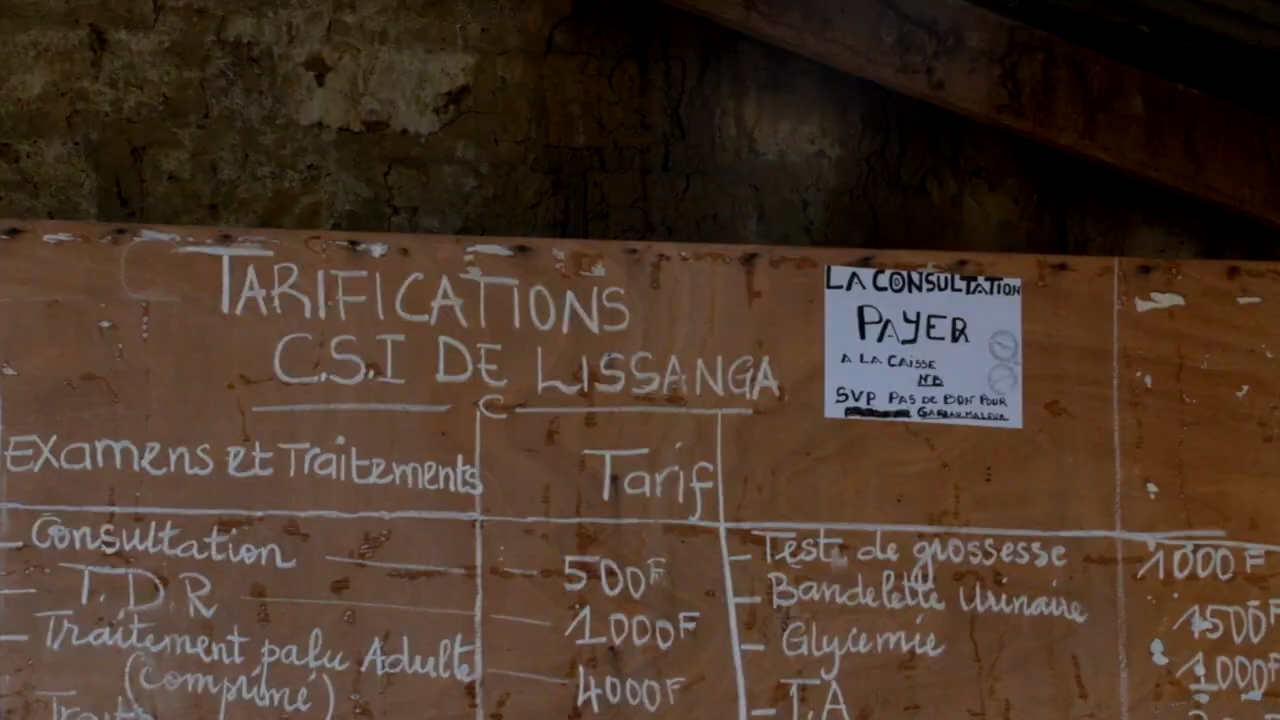 TARIFICATIONS
C.S.I DE LISSANGA
LA CONSULTATION
PAYER
A LA CAISSE
NB
SVP PAS DE BON POUR
Examens et Traitements Tarif
- Consultation 500F
- T.D.R 1000F
- Traitement palu Adulte
(comprimé) 4000F
- Test de grossesse 1000F
- Bandelette Urinaire 1500F
- Glycemie 1000F
- T.A